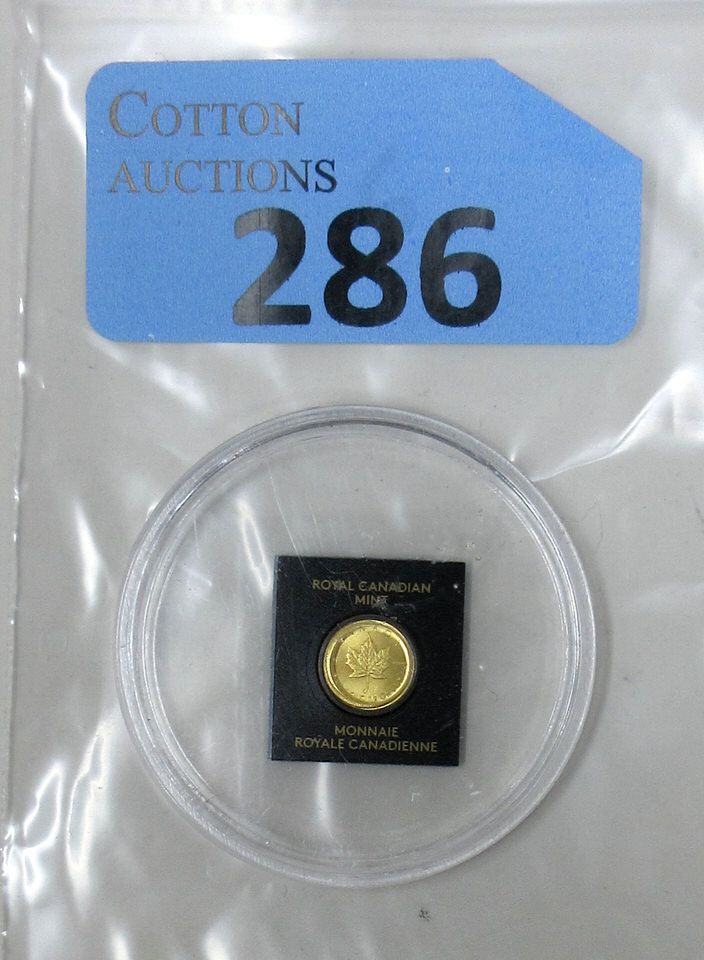 COTTON
AUCTIONS
286
ROYAL CANADIAN
MINT
MONNAIE
ROYALE CANADIENNE